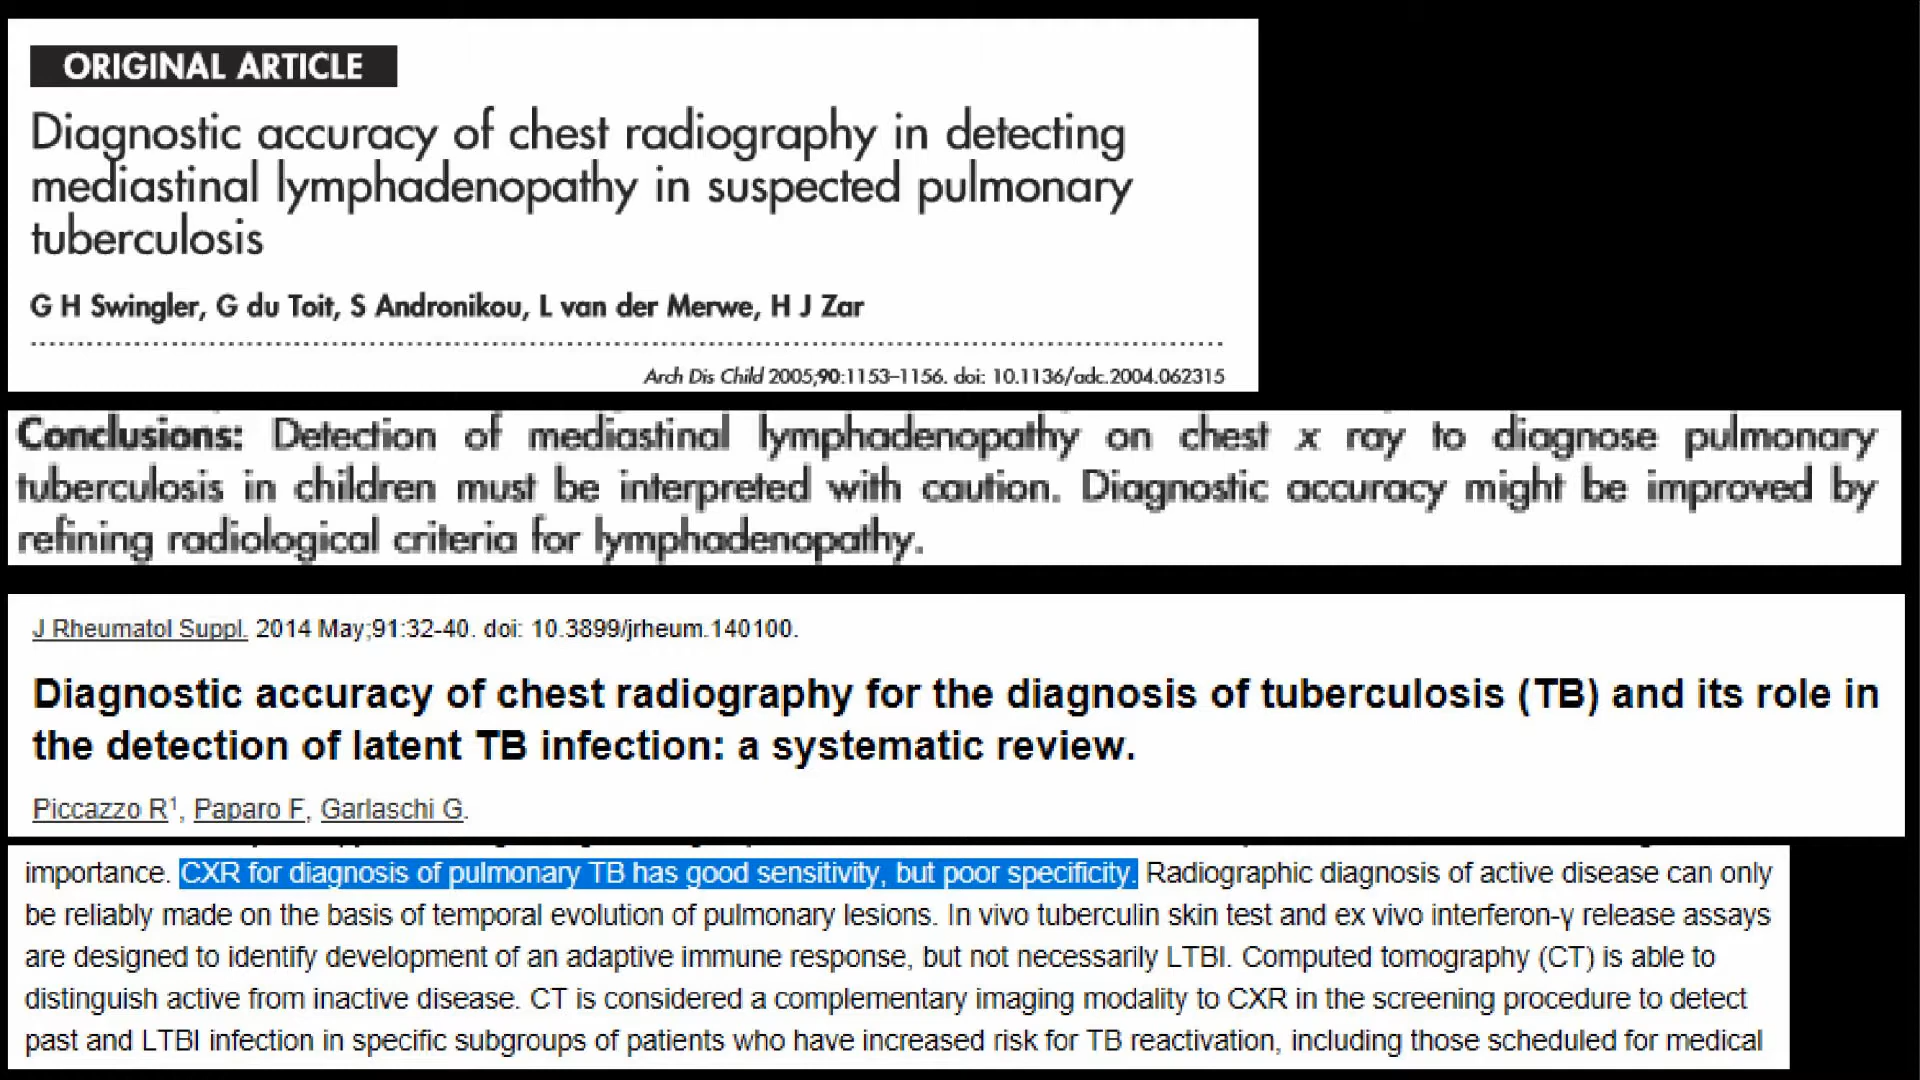 ORIGINAL ARTICLE
Diagnostic accuracy of chest radiography in detecting
mediastinal lymphadenopathy in suspected pulmonary
tuberculosis
G H Swingler, G du Toit, S Andronikou, L van der Merwe, H J Zar
Arch Dis Child 2005;90:1153–1156. doi: 10.1136/adc.2004.062315
Conclusions: Detection of mediastinal lymphadenopathy on chest x ray to diagnose pulmonary
tuberculosis in children must be interpreted with caution. Diagnostic accuracy might be improved by
refining radiological criteria for lymphadenopathy.
J Rheumatol Suppl. 2014 May;91:32-40. doi: 10.3899/jrheum.140100.
Diagnostic accuracy of chest radiography for the diagnosis of tuberculosis (TB) and its role in
the detection of latent TB infection: a systematic review.
Piccazzo R¹, Paparo F, Garlaschi G.
importance. CXR for diagnosis of pulmonary TB has good sensitivity, but poor specificity. Radiographic diagnosis of active disease can only
be reliably made on the basis of temporal evolution of pulmonary lesions. In vivo tuberculin skin test and ex vivo interferon-γ release assays
are designed to identify development of an adaptive immune response, but not necessarily LTBI. Computed tomography (CT) is able to
distinguish active from inactive disease. CT is considered a complementary imaging modality to CXR in the screening procedure to detect
past and LTBI infection in specific subgroups of patients who have increased risk for TB reactivation, including those scheduled for medical